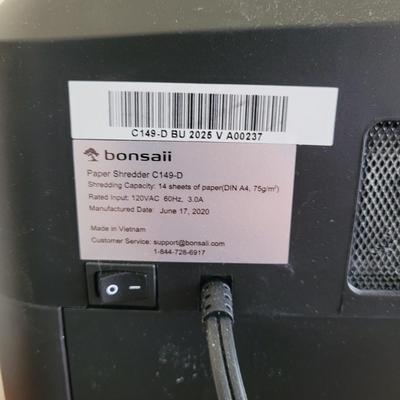 C149-D BU 2025 V A00237
bonsaii
Paper Shredder C149-D
Shredding Capacity: 14 sheets of paper(DIN A4, 75g/m²)
Rated Input: 120VAC 60Hz, 3.0A
Manufactured Date: June 17, 2020
Made in Vietnam
Customer Service: support@bonsaii.com
1-844-728-6917
O –